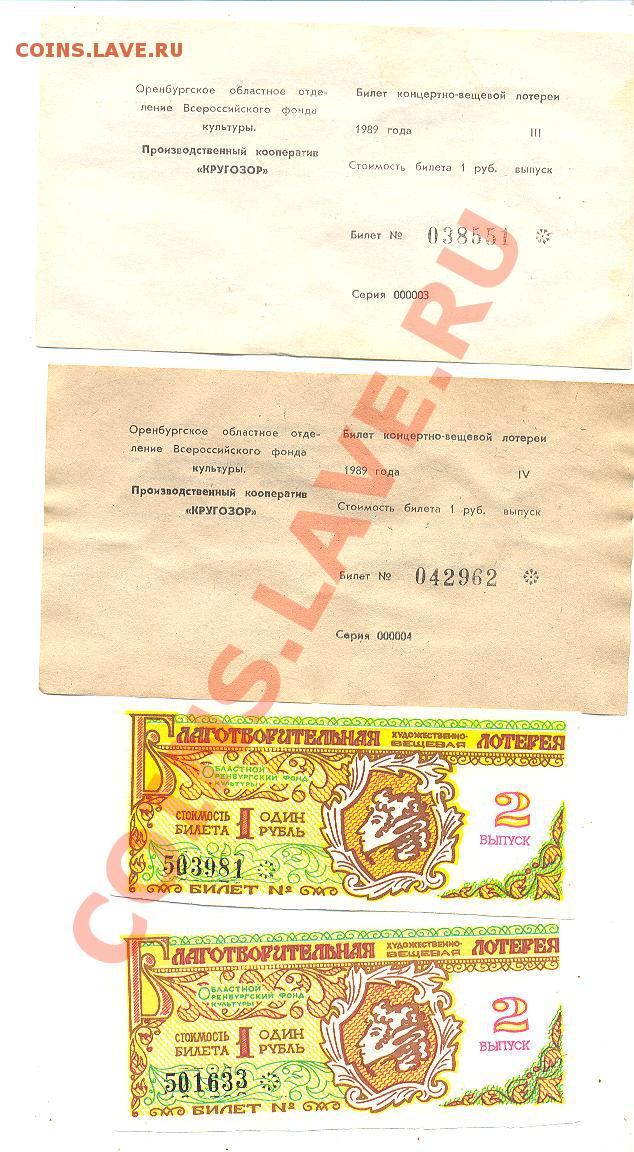 COINS.LAVE.RU
Оренбургское областное отде-
ление Всероссийского фонда
культуры.
Производственный кооператив
«КРУГОЗОР»
Билет концертно-вещевой лотереи
1989 года III
Стоимость билета 1 руб. выпуск
Билет № 038551
Серия 000003
Оренбургское областное отде-
ление Всероссийского фонда
культуры.
Производственный кооператив
«КРУГОЗОР»
Билет концертно-вещевой лотереи
1989 года IV
Стоимость билета 1 руб. выпуск
Билет № 042962
Серия 000004
COINS.LAVE.RU
БЛАГОТВОРИТЕЛЬНАЯ ХУДОЖЕСТВЕННО-
ВЕЩЕВАЯ ЛОТЕРЕЯ
ОБЛАСТНОЙ
ОРЕНБУРГСКИЙ ФОНД
КУЛЬТУРЫ
СТОИМОСТЬ 1 ОДИН
БИЛЕТА РУБЛЬ
503981
БИЛЕТ №
2
ВЫПУСК
БЛАГОТВОРИТЕЛЬНАЯ ХУДОЖЕСТВЕННО-
ВЕЩЕВАЯ ЛОТЕРЕЯ
ОБЛАСТНОЙ
ОРЕНБУРГСКИЙ ФОНД
КУЛЬТУРЫ
СТОИМОСТЬ 1 ОДИН
БИЛЕТА РУБЛЬ
501633
БИЛЕТ №
2
ВЫПУСК